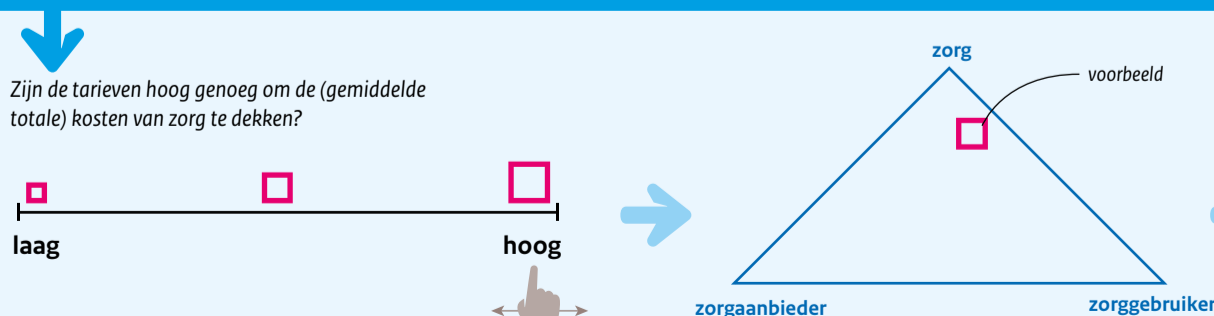 Zijn de tarieven hoog genoeg om de (gemiddelde
totale) kosten van zorg te dekken?
laag
hoog
zorg
voorbeeld
zorgaanbieder
zorggebruiker